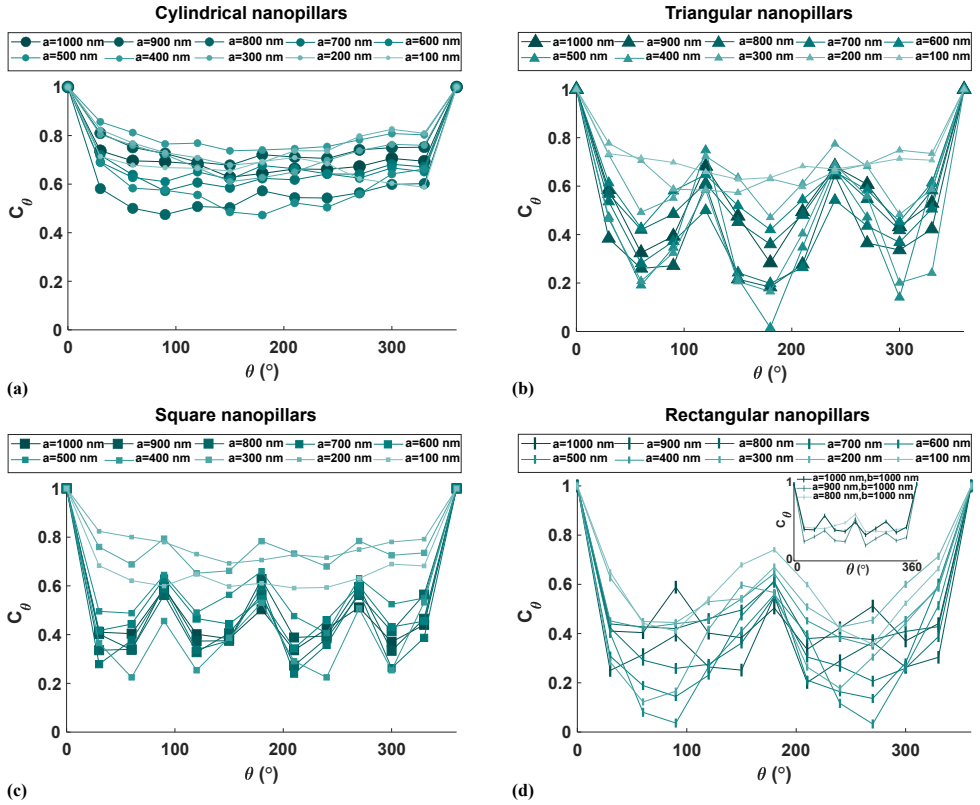 Cylindrical nanopillars
a=1000 nm a=900 nm a=800 nm a=700 nm a=600 nm
a=500 nm a=400 nm a=300 nm a=200 nm a=100 nm
1
0.8
0.6
0.4
0.2
0
Cθ
0 100 200 300
θ (°)
(a)
Triangular nanopillars
a=1000 nm a=900 nm a=800 nm a=700 nm a=600 nm
a=500 nm a=400 nm a=300 nm a=200 nm a=100 nm
1
0.8
0.6
0.4
0.2
0
Cθ
0 100 200 300
θ (°)
(b)
Square nanopillars
a=1000 nm a=900 nm a=800 nm a=700 nm a=600 nm
a=500 nm a=400 nm a=300 nm a=200 nm a=100 nm
1
0.8
0.6
0.4
0.2
0
Cθ
0 100 200 300
θ (°)
(c)
Rectangular nanopillars
a=1000 nm a=900 nm a=800 nm a=700 nm a=600 nm
a=500 nm a=400 nm a=300 nm a=200 nm a=100 nm
1
a=1000 nm,b=1000 nm
a=900 nm,b=1000 nm
a=800 nm,b=1000 nm
Cθ
0
0 360
θ (°)
1
0.8
0.6
0.4
0.2
0
Cθ
0 100 200 300
θ (°)
(d)